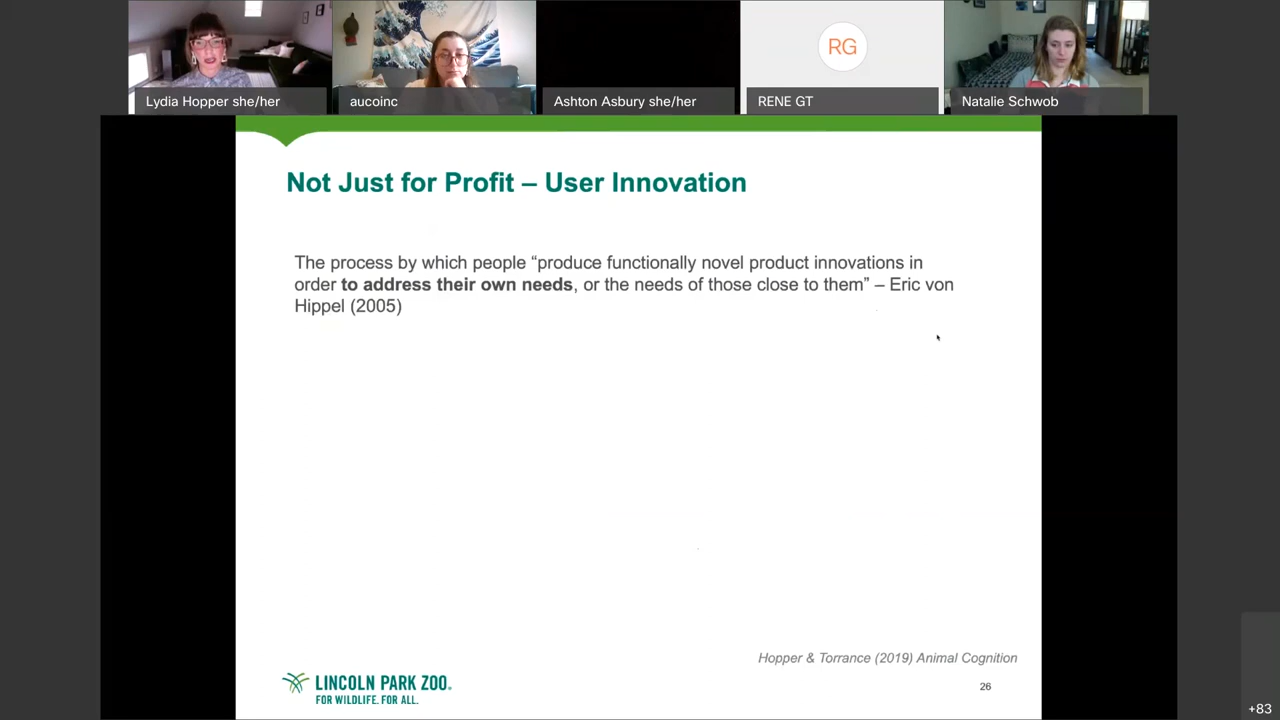 Lydia Hopper she/her
aucoinc
Ashton Asbury she/her
RG
RENE GT
Natalie Schwob
Not Just for Profit – User Innovation
The process by which people “produce functionally novel product innovations in
order to address their own needs, or the needs of those close to them” – Eric von
Hippel (2005)
Hopper & Torrance (2019) Animal Cognition
LINCOLN PARK ZOO®
FOR WILDLIFE. FOR ALL.
26
+83